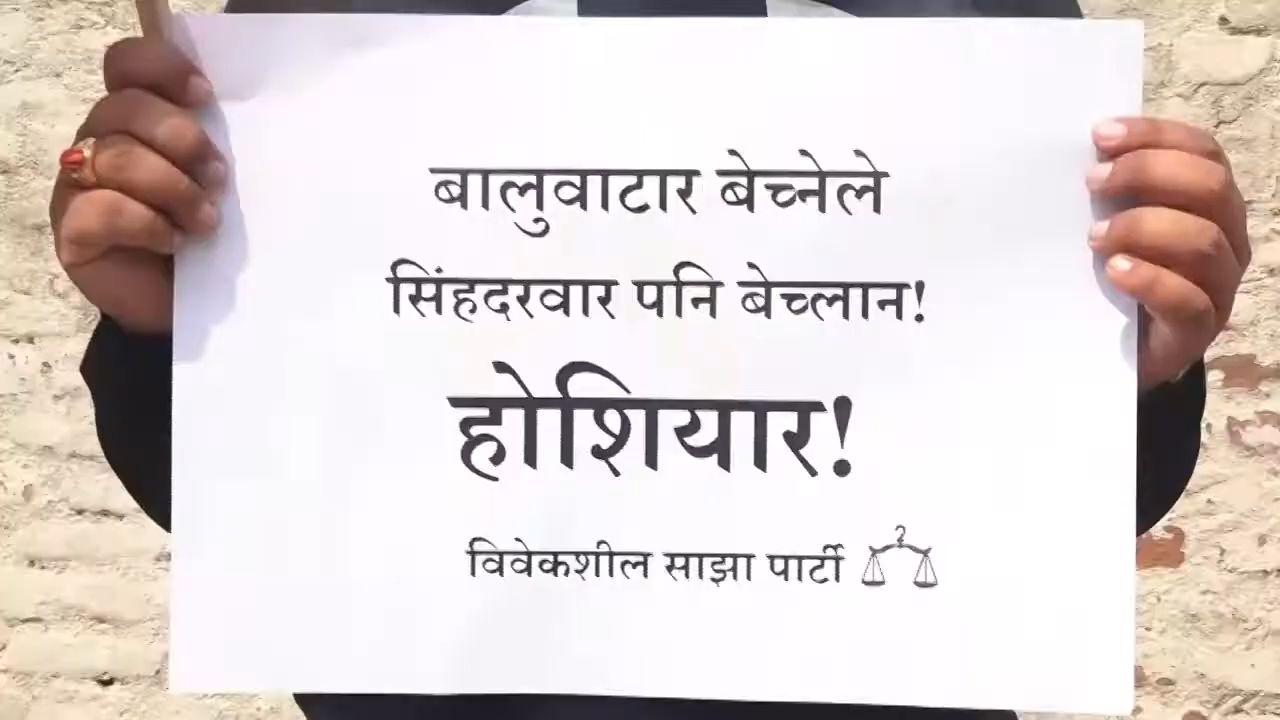 बालुवाटार बेच्नेले
सिंहदरवार पनि बेच्लान!
होशियार!
विवेकशील साझा पार्टी